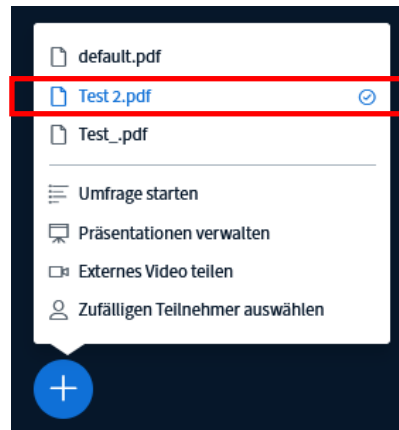 default.pdf
Test 2.pdf
Test_.pdf
Umfrage starten
Präsentationen verwalten
Externes Video teilen
Zufälligen Teilnehmer auswählen